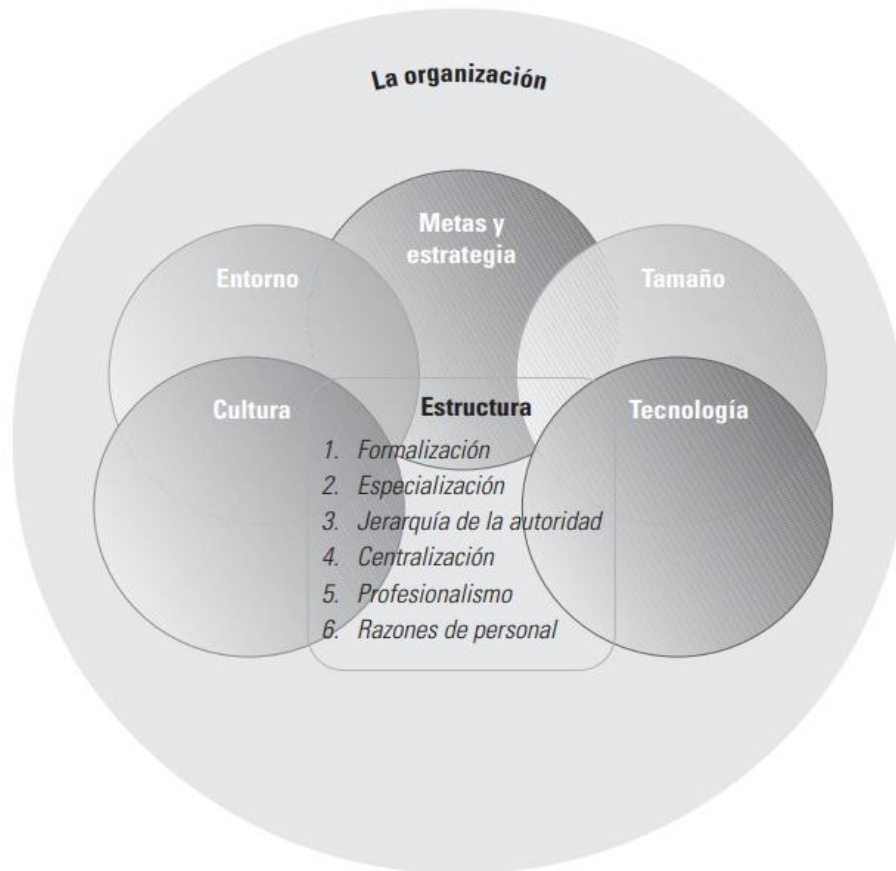 La organización
Metas y
estrategia
Entorno
Tamaño
Cultura
Estructura
Tecnología
1. Formalización
2. Especialización
3. Jerarquía de la autoridad
4. Centralización
5. Profesionalismo
6. Razones de personal